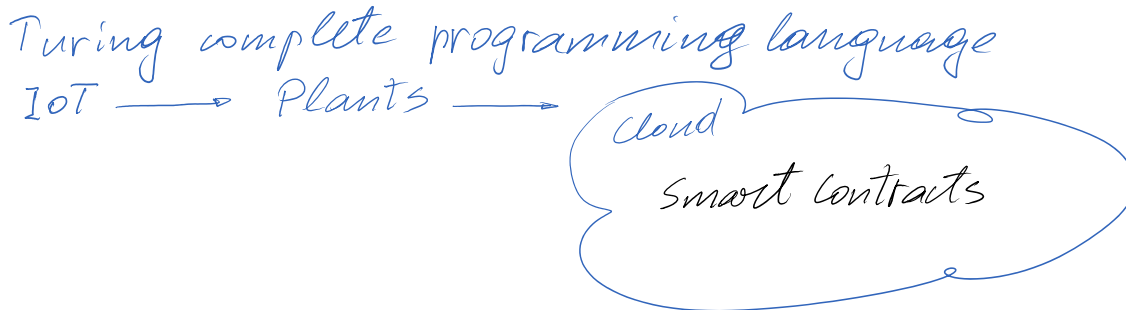 Turing complete programming language
IoT → Plants →
Cloud
Smart Contracts